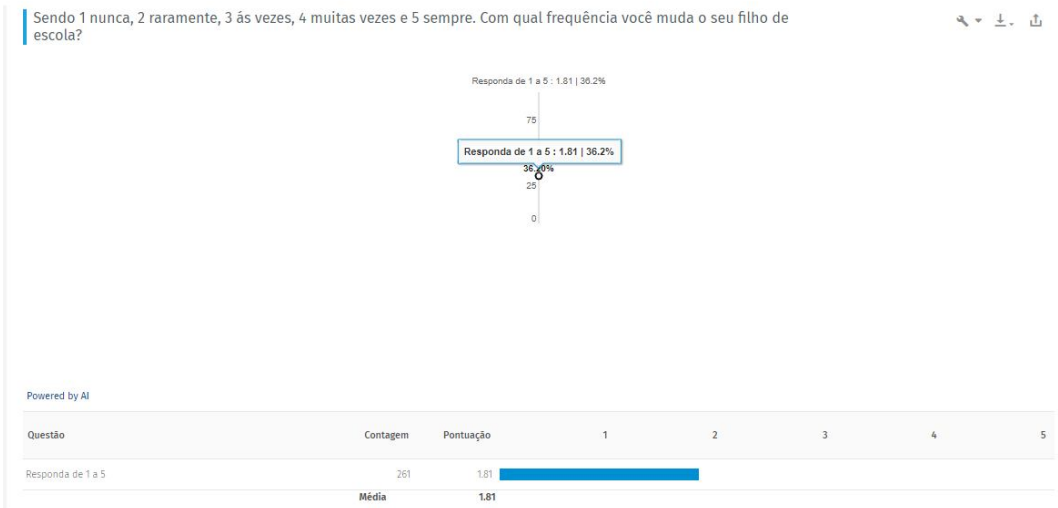 Sendo 1 nunca, 2 raramente, 3 ás vezes, 4 muitas vezes e 5 sempre. Com qual frequência você muda o seu filho de
escola?
Responda de 1 a 5 : 1.81 | 36.2%
75
Responda de 1 a 5 : 1.81 | 36.2%
36.20%
25
0
Powered by AI
Questão Contagem Pontuação 1 2 3 4 5
Responda de 1 a 5 261 1.81
Média 1.81